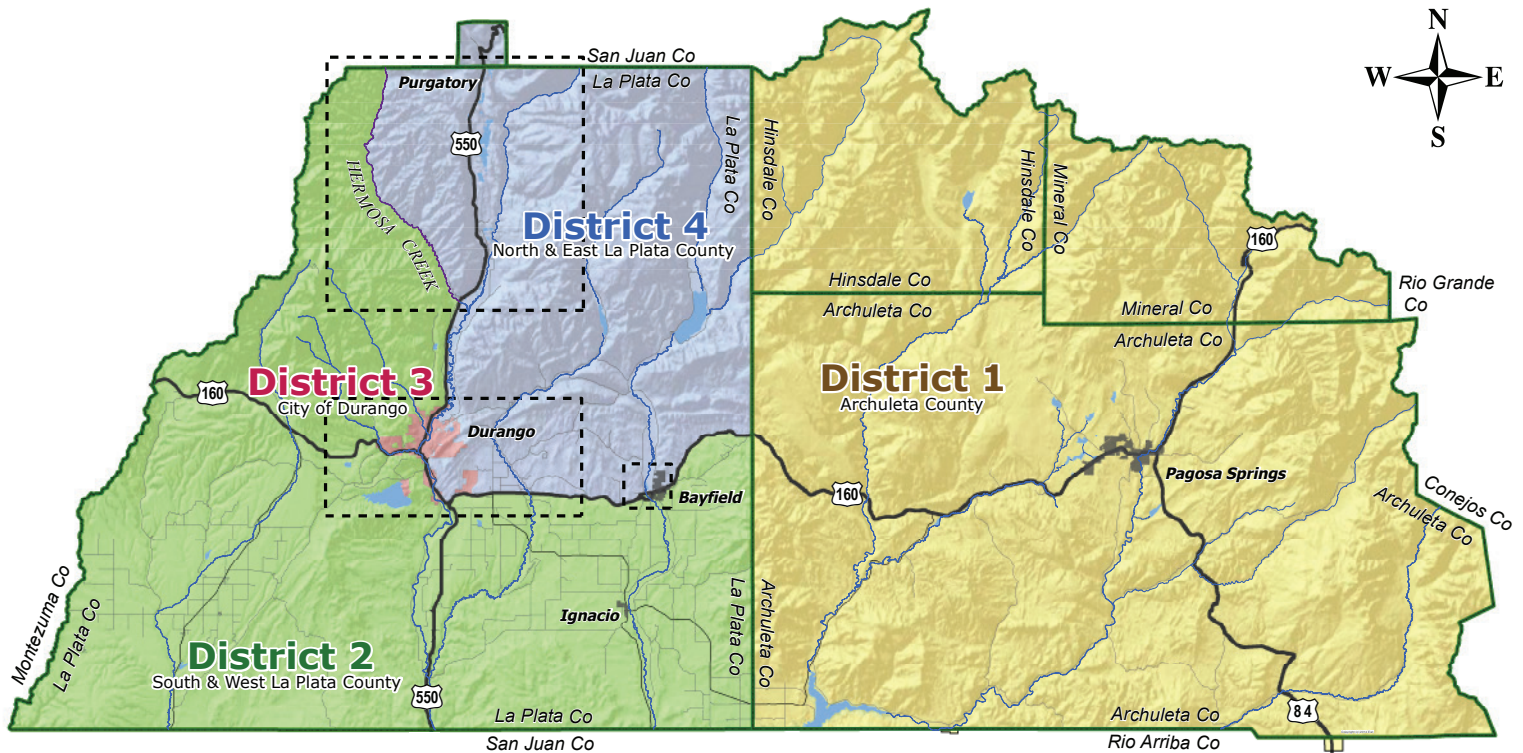 N
W E
S
San Juan Co
La Plata Co
Purgatory
550
La Plata Co
Hinsdale Co
Hinsdale Co
Mineral Co
HERMOSA CREEK
District 4
North & East La Plata County
160
Rio Grande
Co
Hinsdale Co
Archuleta Co
Mineral Co
Archuleta Co
160
District 3
City of Durango
District 1
Archuleta County
Durango
Bayfield
160
Pagosa Springs
Conejos Co
Archuleta Co
Montezuma Co
La Plata Co
Ignacio
La Plata Co
Archuleta Co
District 2
South & West La Plata County
550
84
La Plata Co
San Juan Co
Archuleta Co
Rio Arriba Co